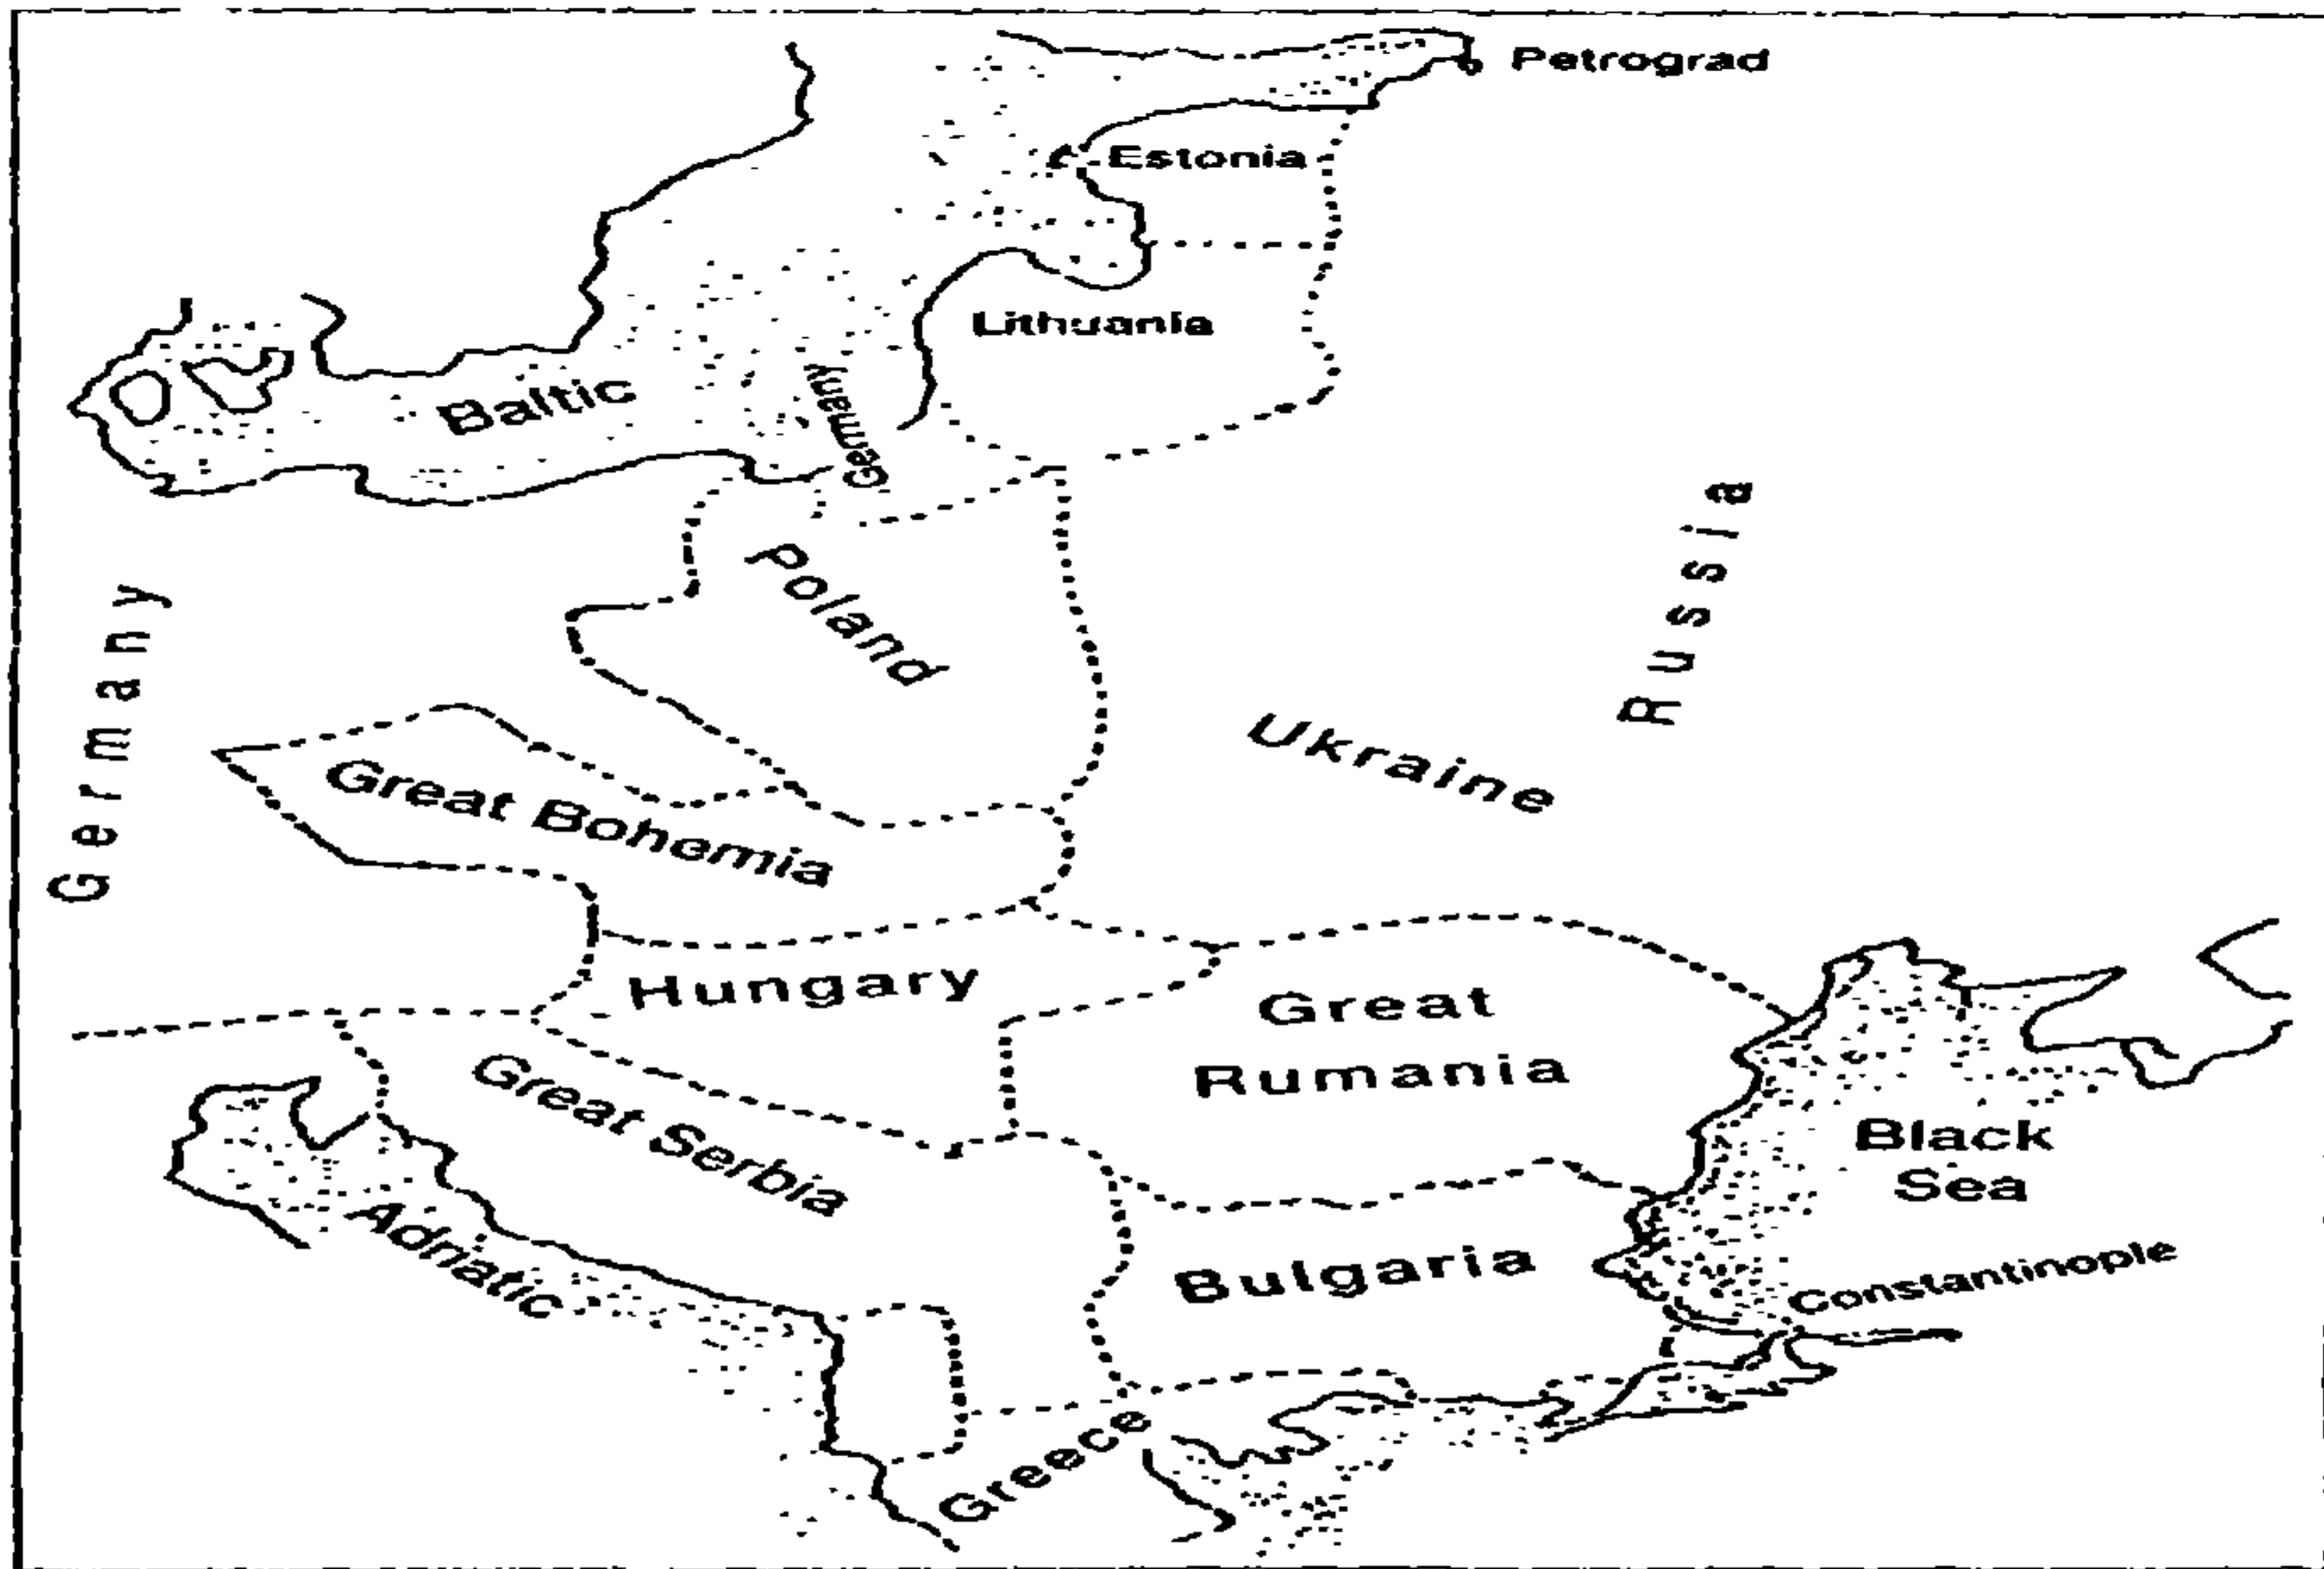 Petrograd
Estonia
Lithuania
Baltic
Germany
Poland
Russia
Germany
Ukraine
Great Bohemia
Hungary
Great
Rumania
Great Serbia
Black
Sea
Adriatic
Bulgaria
Constantinople
Greece